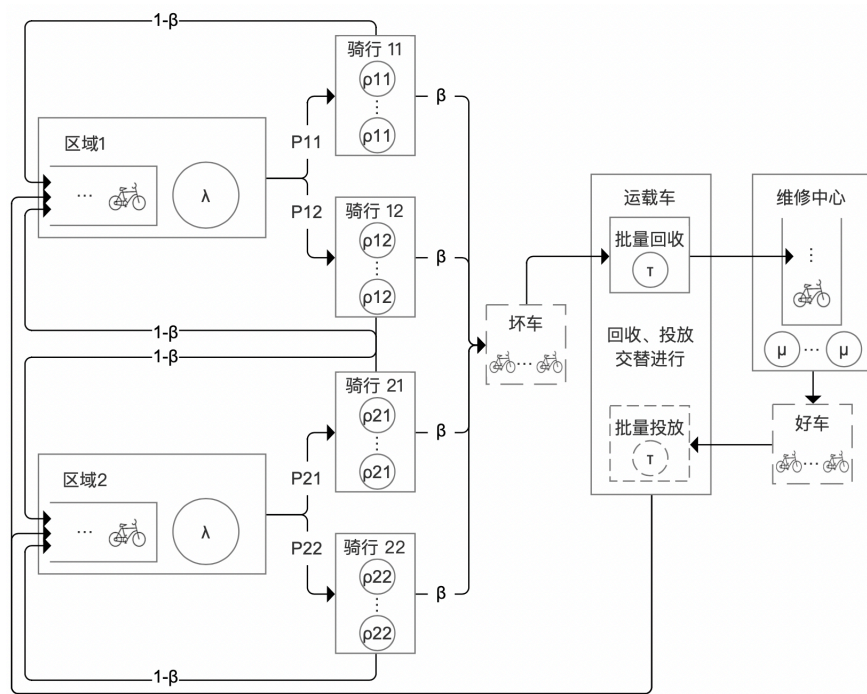 1-β
骑行 11
ρ11
ρ11
β
区域1
…
λ
P11
P12
骑行 12
ρ12
ρ12
β
1-β
1-β
坏车
…
运载车
批量回收
T
回收、投放
交替进行
批量投放
T
维修中心
⋮
μ … μ
好车
…
骑行 21
ρ21
ρ21
β
区域2
…
λ
P21
P22
骑行 22
ρ22
ρ22
β
1-β